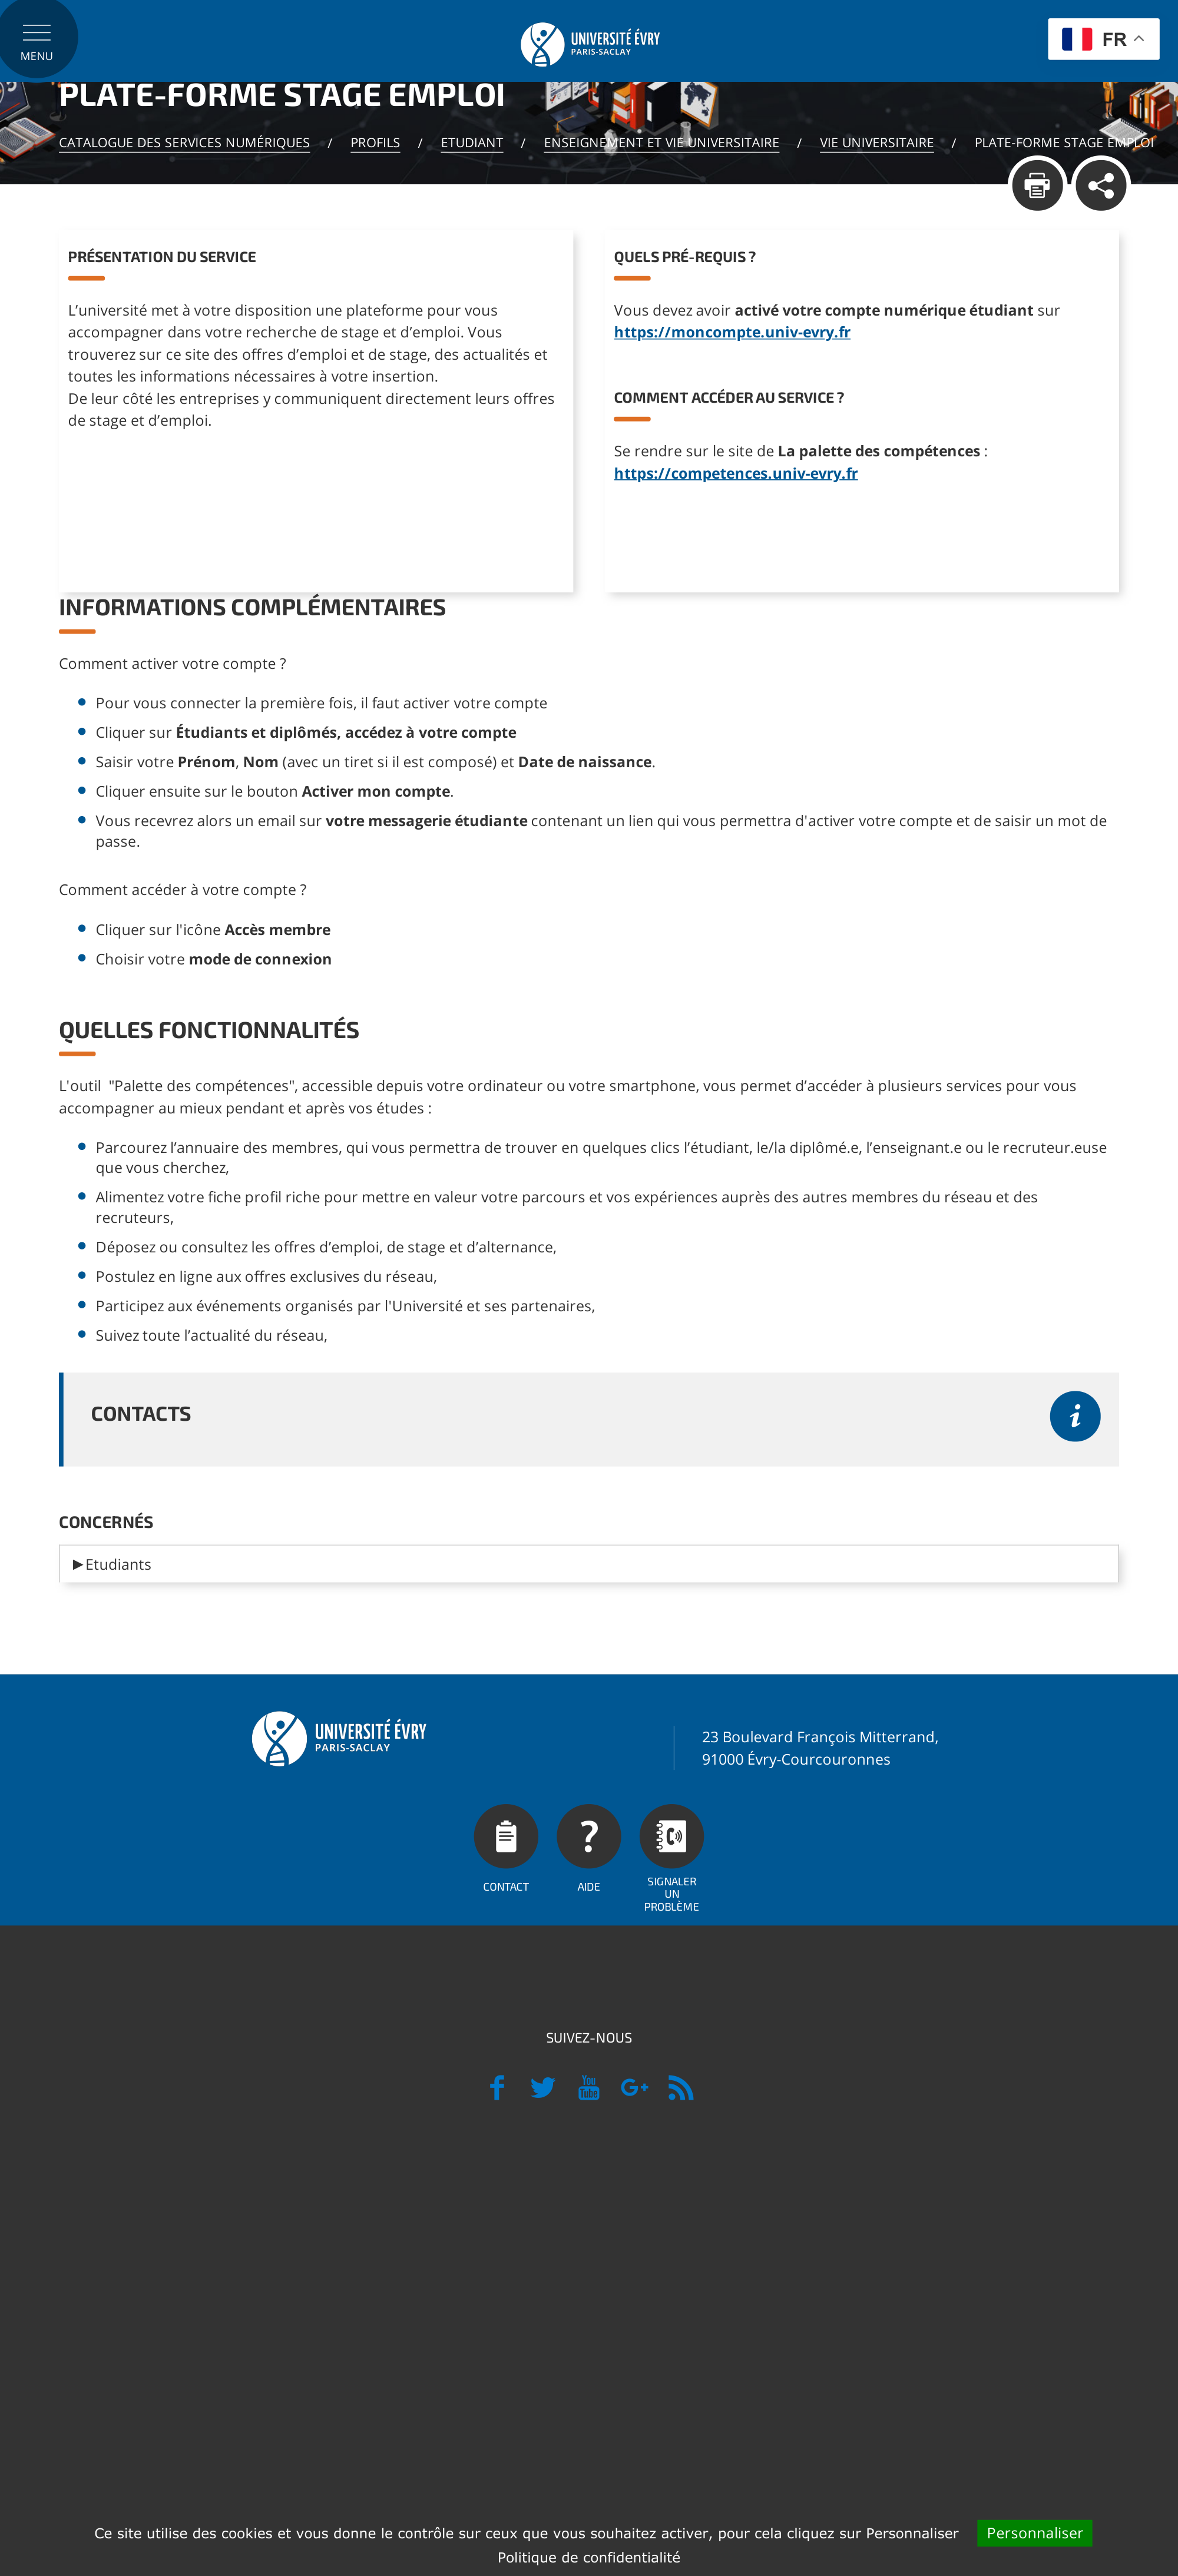 MENU
UNIVERSITÉ ÉVRY
PARIS-SACLAY
FR
PLATE-FORME STAGE EMPLOI
CATALOGUE DES SERVICES NUMÉRIQUES / PROFILS / ETUDIANT / ENSEIGNEMENT ET VIE UNIVERSITAIRE / VIE UNIVERSITAIRE / PLATE-FORME STAGE EMPLOI
PRÉSENTATION DU SERVICE
L’université met à votre disposition une plateforme pour vous
accompagner dans votre recherche de stage et d’emploi. Vous
trouverez sur ce site des offres d’emploi et de stage, des actualités et
toutes les informations nécessaires à votre insertion.
De leur côté les entreprises y communiquent directement leurs offres
de stage et d’emploi.
QUELS PRÉ-REQUIS ?
Vous devez avoir activé votre compte numérique étudiant sur
https://moncompte.univ-evry.fr
COMMENT ACCÉDER AU SERVICE ?
Se rendre sur le site de La palette des compétences :
https://competences.univ-evry.fr
INFORMATIONS COMPLÉMENTAIRES
Comment activer votre compte ?
Pour vous connecter la première fois, il faut activer votre compte
Cliquer sur Étudiants et diplômés, accédez à votre compte
Saisir votre Prénom, Nom (avec un tiret si il est composé) et Date de naissance.
Cliquer ensuite sur le bouton Activer mon compte.
Vous recevrez alors un email sur votre messagerie étudiante contenant un lien qui vous permettra d'activer votre compte et de saisir un mot de
passe.
Comment accéder à votre compte ?
Cliquer sur l'icône Accès membre
Choisir votre mode de connexion
QUELLES FONCTIONNALITÉS
L'outil "Palette des compétences", accessible depuis votre ordinateur ou votre smartphone, vous permet d’accéder à plusieurs services pour vous
accompagner au mieux pendant et après vos études :
Parcourez l’annuaire des membres, qui vous permettra de trouver en quelques clics l’étudiant, le/la diplômé.e, l’enseignant.e ou le recruteur.euse
que vous cherchez,
Alimentez votre fiche profil riche pour mettre en valeur votre parcours et vos expériences auprès des autres membres du réseau et des
recruteurs,
Déposez ou consultez les offres d’emploi, de stage et d’alternance,
Postulez en ligne aux offres exclusives du réseau,
Participez aux événements organisés par l'Université et ses partenaires,
Suivez toute l’actualité du réseau,
CONTACTS
CONCERNÉS
▶Etudiants
UNIVERSITÉ ÉVRY
PARIS-SACLAY
23 Boulevard François Mitterrand,
91000 Évry-Courcouronnes
CONTACT
AIDE
SIGNALER
UN
PROBLÈME
SUIVEZ-NOUS
You
Tube
G+
Ce site utilise des cookies et vous donne le contrôle sur ceux que vous souhaitez activer, pour cela cliquez sur Personnaliser
Personnaliser
Politique de confidentialité